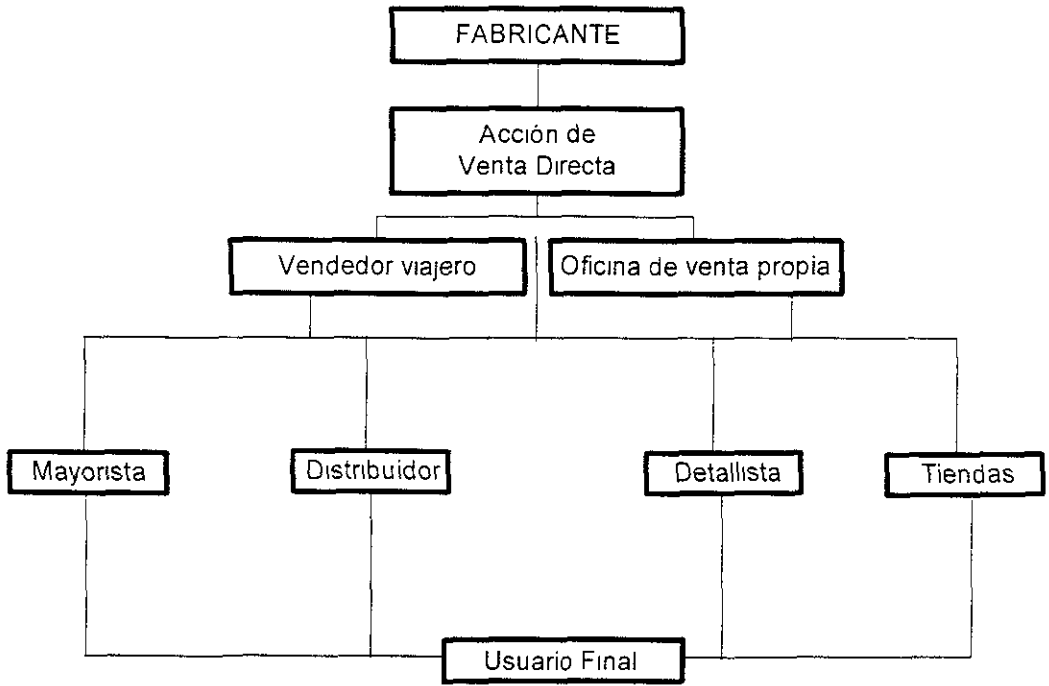 FABRICANTE
Acción de
Venta Directa
Vendedor viajero
Oficina de venta propia
Mayorista
Distribuidor
Detallista
Tiendas
Usuario Final